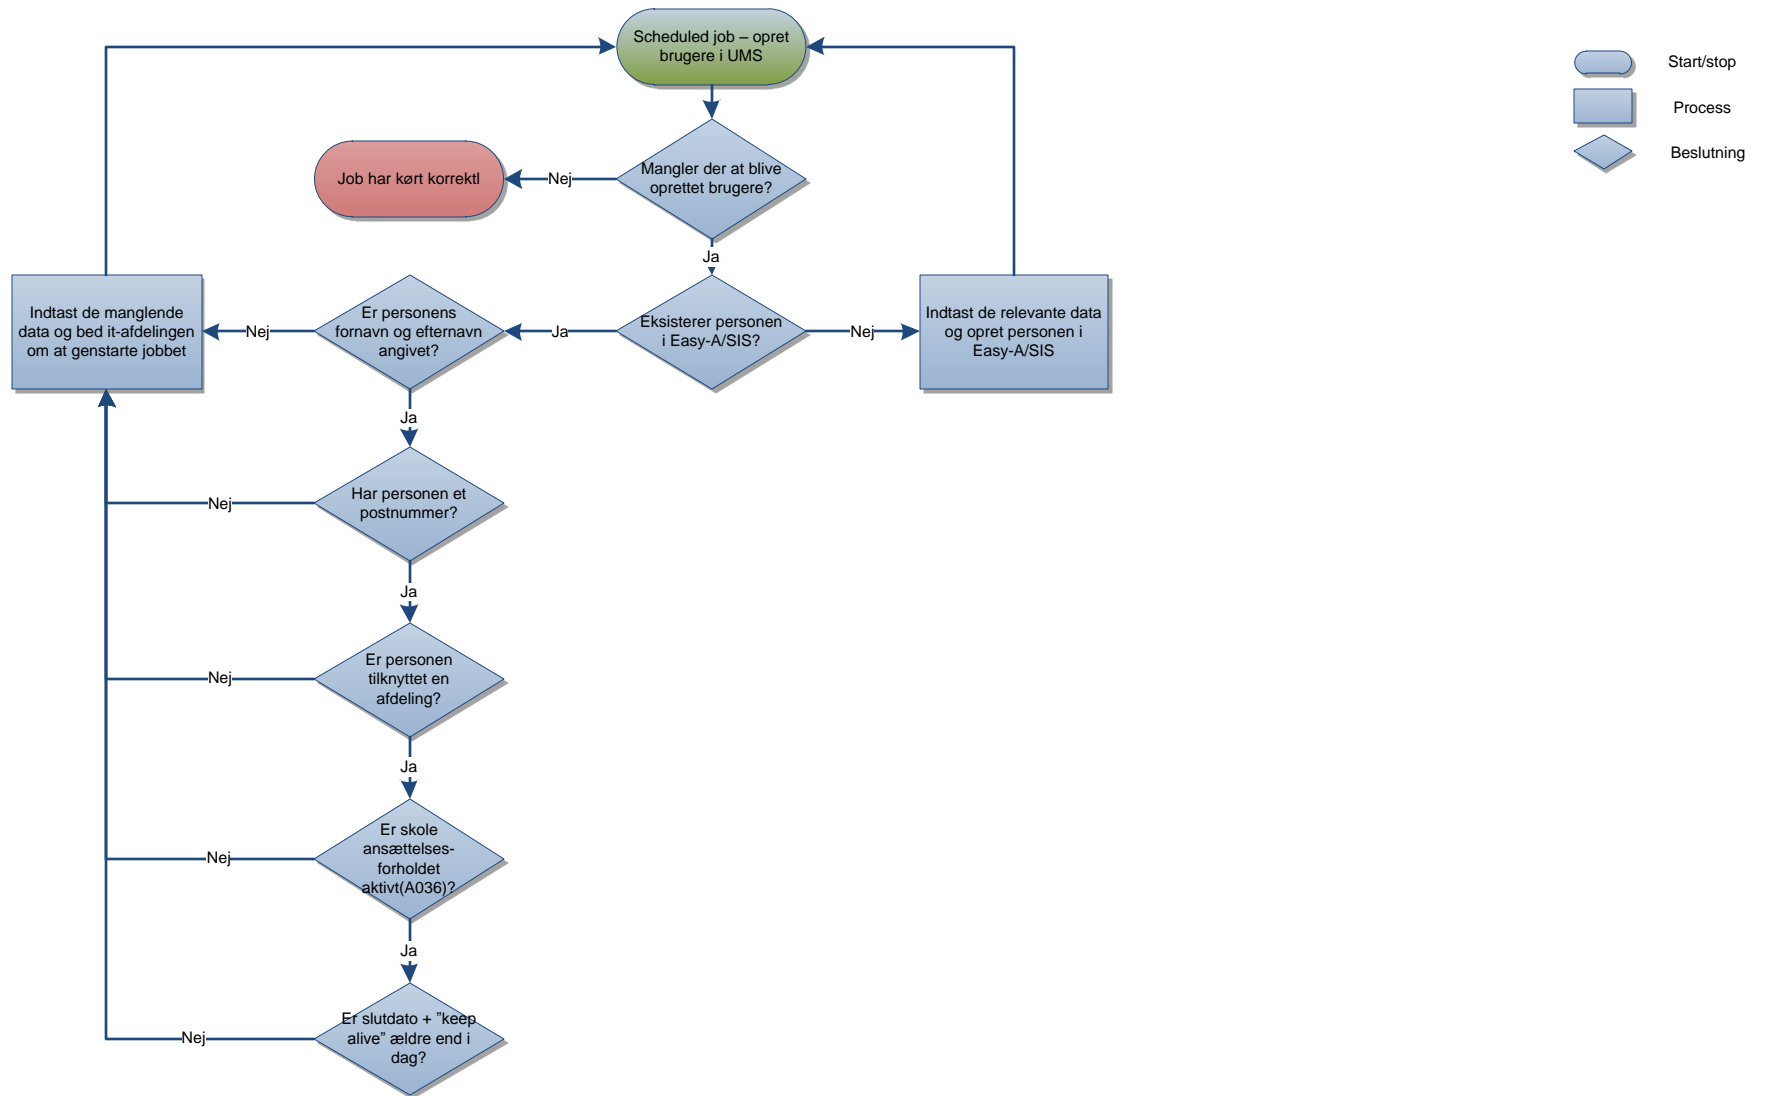 Scheduled job – opret
brugere i UMS
Start/stop
Process
Beslutning
Mangler der at blive
oprettet brugere?
Nej
Job har kørt korrektl
Ja
Eksisterer personen
i Easy-A/SIS?
Nej
Indtast de relevante data
og opret personen i
Easy-A/SIS
Ja
Er personens
fornavn og efternavn
angivet?
Nej
Indtast de manglende
data og bed it-afdelingen
om at genstarte jobbet
Ja
Har personen et
postnummer?
Nej
Ja
Er personen
tilknyttet en
afdeling?
Nej
Ja
Er skole
ansættelses-
forholdet
aktivt(A036)?
Nej
Ja
Er slutdato + ”keep
alive” ældre end i
dag?
Nej